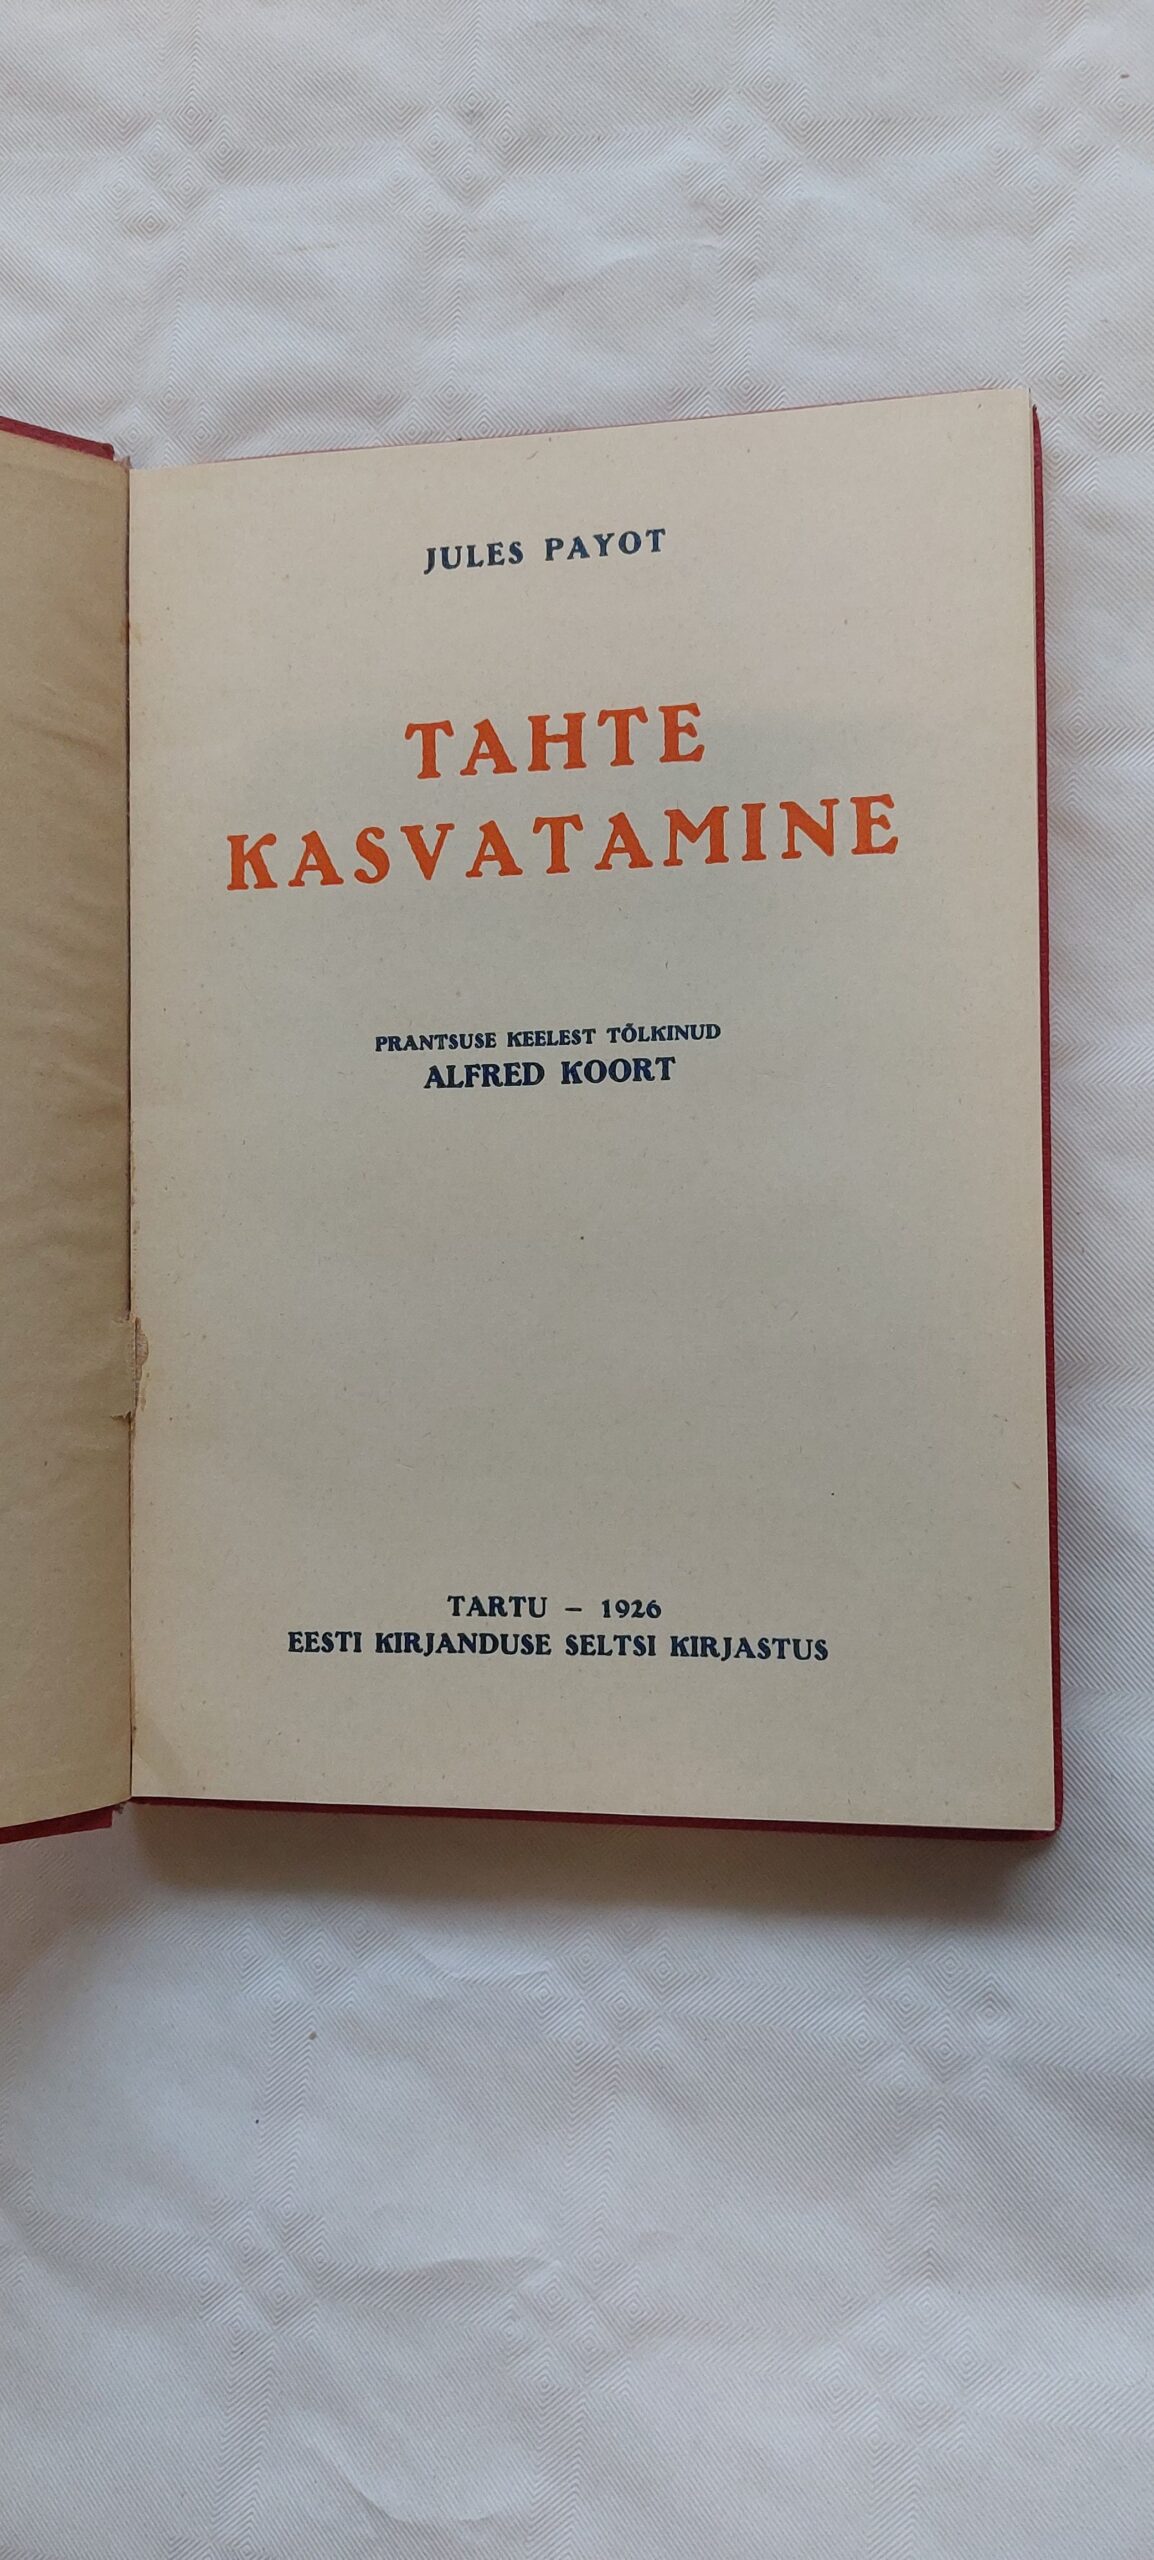 JULES PAYOT
TAHTE
KASVATAMINE
PRANTSUSE KEELEST TÕLKINUD
ALFRED KOORT
TARTU – 1926
EESTI KIRJANDUSE SELTSI KIRJASTUS